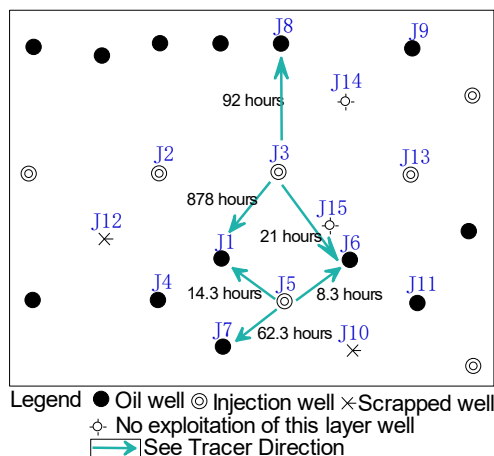 J8
J9
J14
92 hours
J2
J3
J13
878 hours
J12
J15
21 hours
J1
J6
J4
14.3 hours
J5
8.3 hours
J11
J7
62.3 hours
J10
Legend Oil well Injection well Scrapped well
No exploitation of this layer well
See Tracer Direction